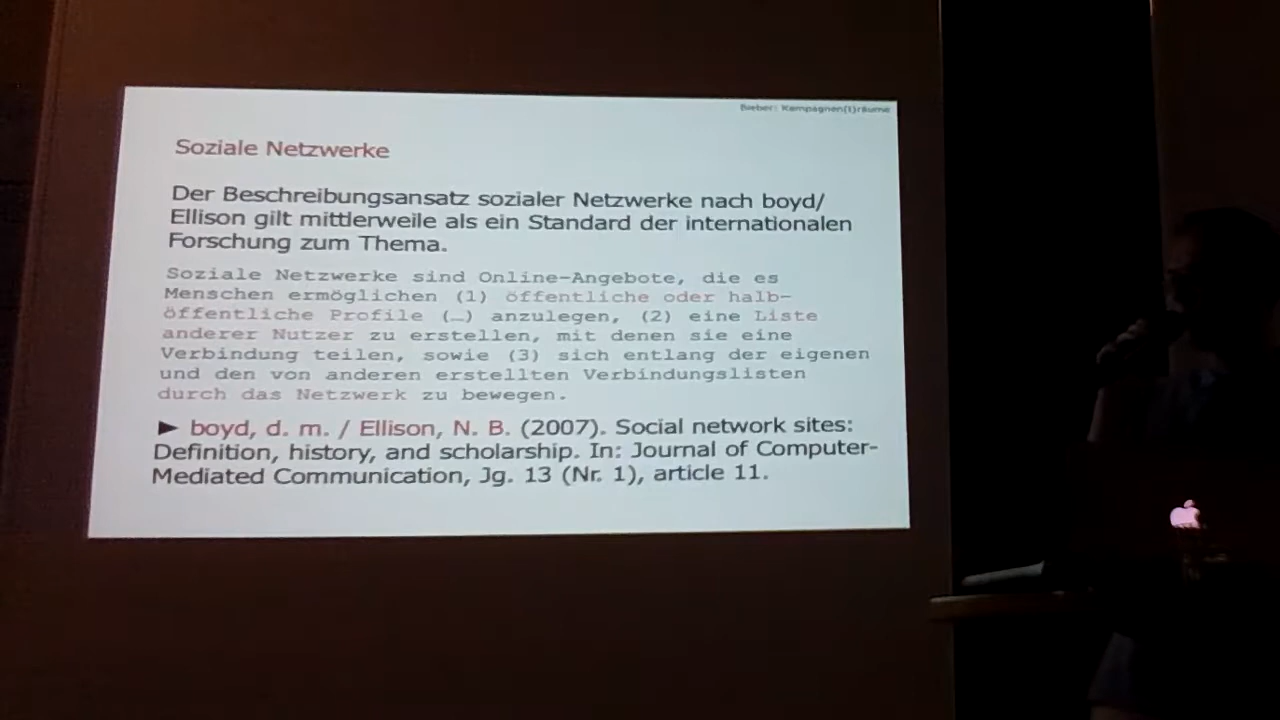 Bieber: Kampagnen(t)räume
Soziale Netzwerke
Der Beschreibungsansatz sozialer Netzwerke nach boyd/
Ellison gilt mittlerweile als ein Standard der internationalen
Forschung zum Thema.
Soziale Netzwerke sind Online-Angebote, die es
Menschen ermöglichen (1) öffentliche oder halb-
öffentliche Profile (…) anzulegen, (2) eine Liste
anderer Nutzer zu erstellen, mit denen sie eine
Verbindung teilen, sowie (3) sich entlang der eigenen
und den von anderen erstellten Verbindungslisten
durch das Netzwerk zu bewegen.
► boyd, d. m. / Ellison, N. B. (2007). Social network sites:
Definition, history, and scholarship. In: Journal of Computer-
Mediated Communication, Jg. 13 (Nr. 1), article 11.